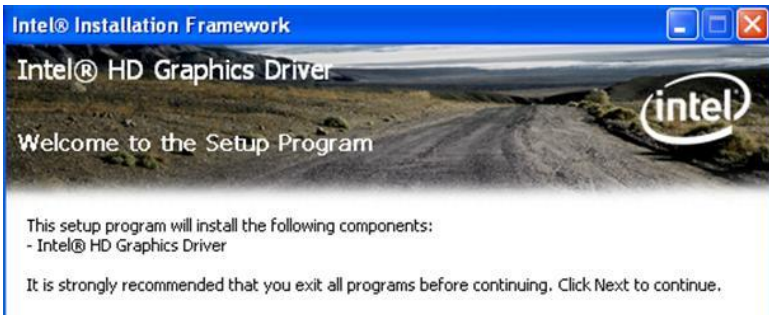 Intel® Installation Framework
Intel® HD Graphics Driver
intel
Welcome to the Setup Program
This setup program will install the following components:
- Intel® HD Graphics Driver
It is strongly recommended that you exit all programs before continuing. Click Next to continue.